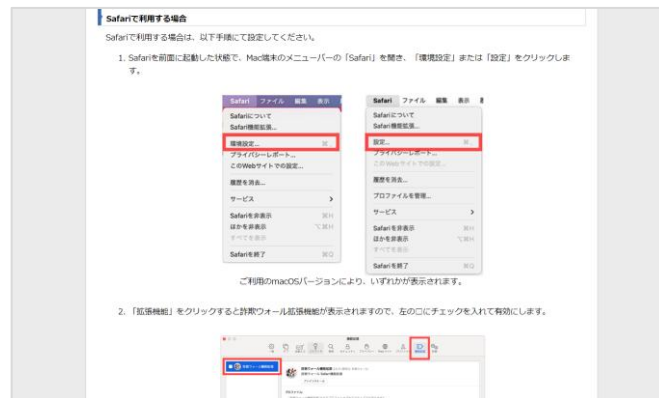 Safariで利用する場合
Safariで利用する場合は、以下手順にて設定してください。
1. Safariを前面に起動した状態で、Mac端末のメニューバーの「Safari」を開き、「環境設定」または「設定」をクリックしま
す。
Safari ファイル 編集 表示
Safariについて
Safari機能拡張...
環境設定...
プライバシーレポート...
このWebサイトでの設定...
履歴を消去...
サービス >
Safariを非表示 ⌘H
ほかを非表示 ⌥⌘H
すべてを表示
Safariを終了 ⌘Q
Safari ファイル 編集 表示
Safariについて
Safari機能拡張...
設定...
プライバシーレポート...
このWebサイトでの設定...
履歴を消去...
プロファイルを管理...
サービス >
Safariを非表示 ⌘H
ほかを非表示 ⌥⌘H
すべてを表示
Safariを終了 ⌘Q
ご利用のmacOSバージョンにより、いずれかが表示されます。
2. 「拡張機能」をクリックすると詐欺ウォール拡張機能が表示されますので、左の□にチェックを入れて有効にします。